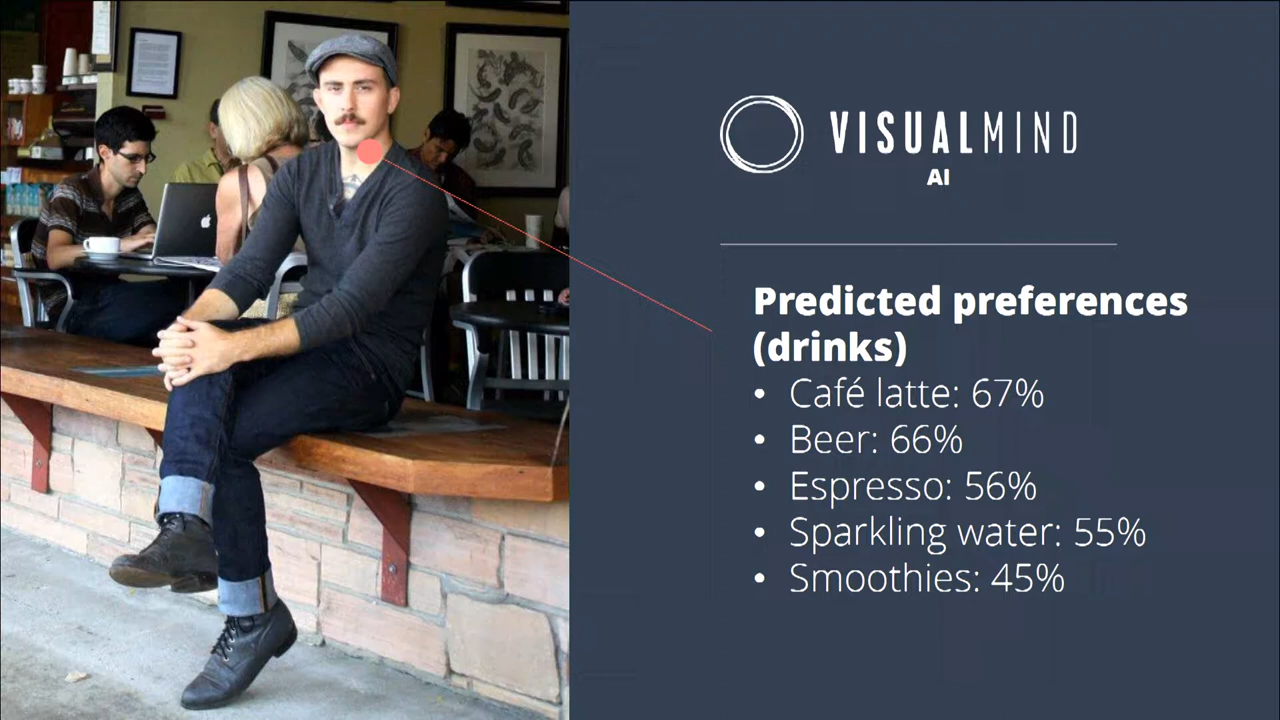 VISUALMIND
AI
Predicted preferences
(drinks)
• Café latte: 67%
• Beer: 66%
• Espresso: 56%
• Sparkling water: 55%
• Smoothies: 45%